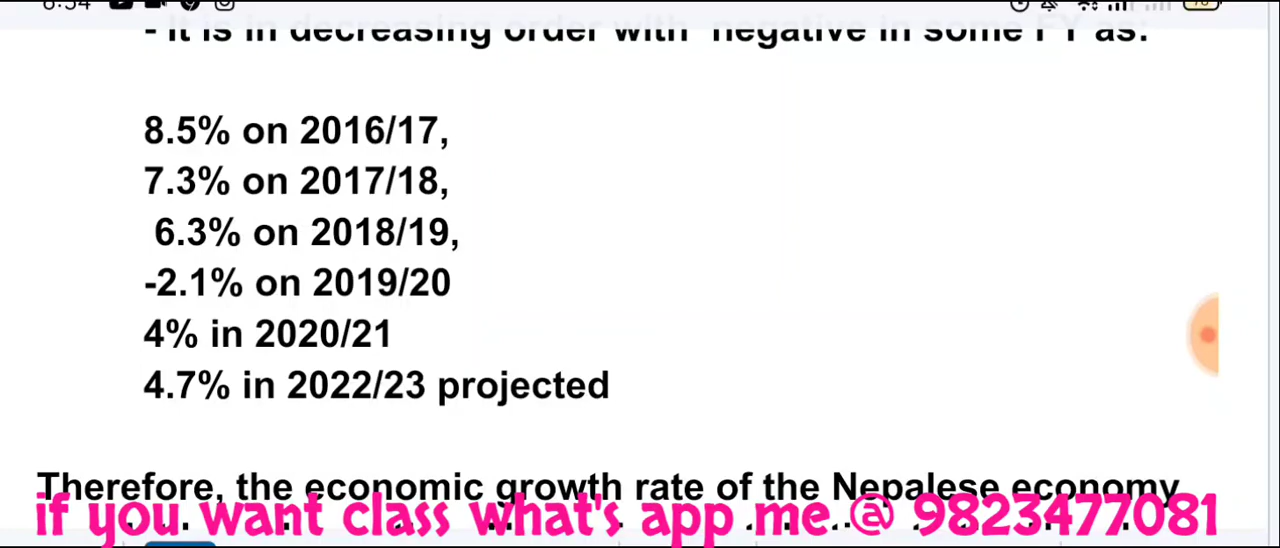 - It is in decreasing order with negative in some FY as:
8.5% on 2016/17,
7.3% on 2017/18,
6.3% on 2018/19,
-2.1% on 2019/20
4% in 2020/21
4.7% in 2022/23 projected
Therefore, the economic growth rate of the Nepalese economy
if you want class what's app me @ 9823477081